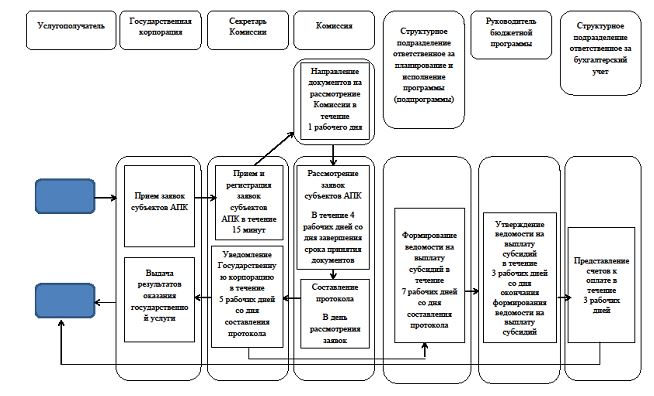 Услугополучатель
Государственная
корпорация
Секретарь
Комиссии
Комиссия
Структурное
подразделение
ответственное за
планирование и
исполнение
программы
(подпрограммы)
Руководитель
бюджетной
программы
Структурное
подразделение
ответственное за
бухгалтерский
учет
Направление
документов на
рассмотрение
Комиссии в
течение
1 рабочего дня
Прием заявок
субъектов АПК
Прием и
регистрация
заявок
субъектов
АПК в течение
15 минут
Рассмотрение
заявок
субъектов АПК
В течение 4
рабочих дней со
дня завершения
срока принятия
документов
Формирование
ведомости на
выплату
субсидий в
течение
7 рабочих дней
со дня
составления
протокола
Утверждение
ведомости на
выплату
субсидий
в течение
3 рабочих дней
со дня
окончания
формирования
ведомости на
выплату
субсидий
Представление
счетов к
оплате в
течение
3 рабочих
дней
Выдача
результатов
оказания
государственно
й услуги
Уведомление
Государственну
ю корпорацию
в течение
5 рабочих дней
со дня
составления
протокола
Составление
протокола
В день
рассмотрения
заявок